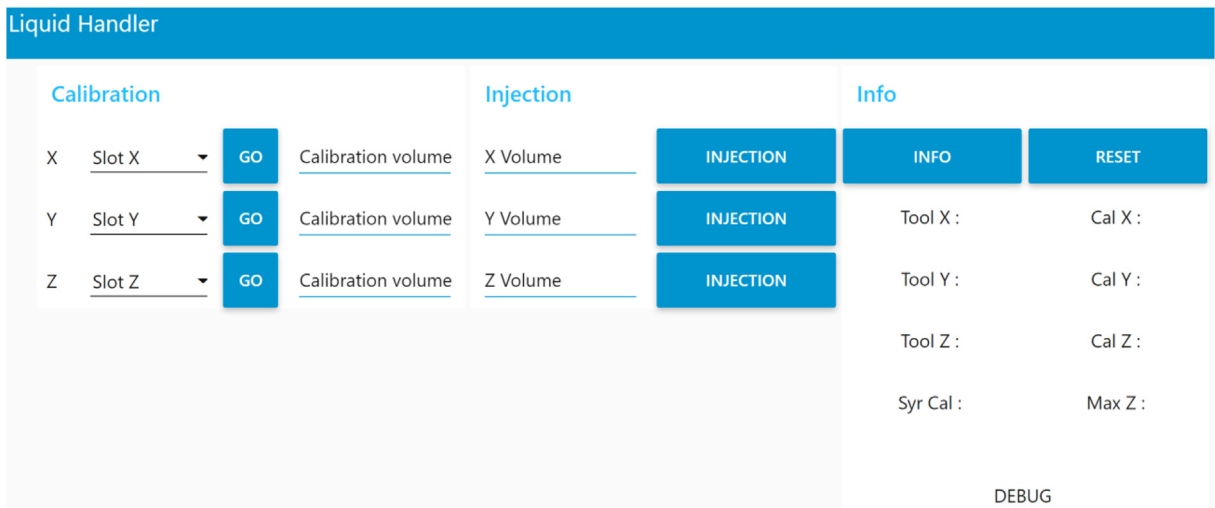 Liquid Handler
Calibration
Injection
Info
X Slot X GO Calibration volume X Volume INJECTION INFO RESET
Y Slot Y GO Calibration volume Y Volume INJECTION Tool X : Cal X :
Z Slot Z GO Calibration volume Z Volume INJECTION Tool Y : Cal Y :
Tool Z : Cal Z :
Syr Cal : Max Z :
DEBUG